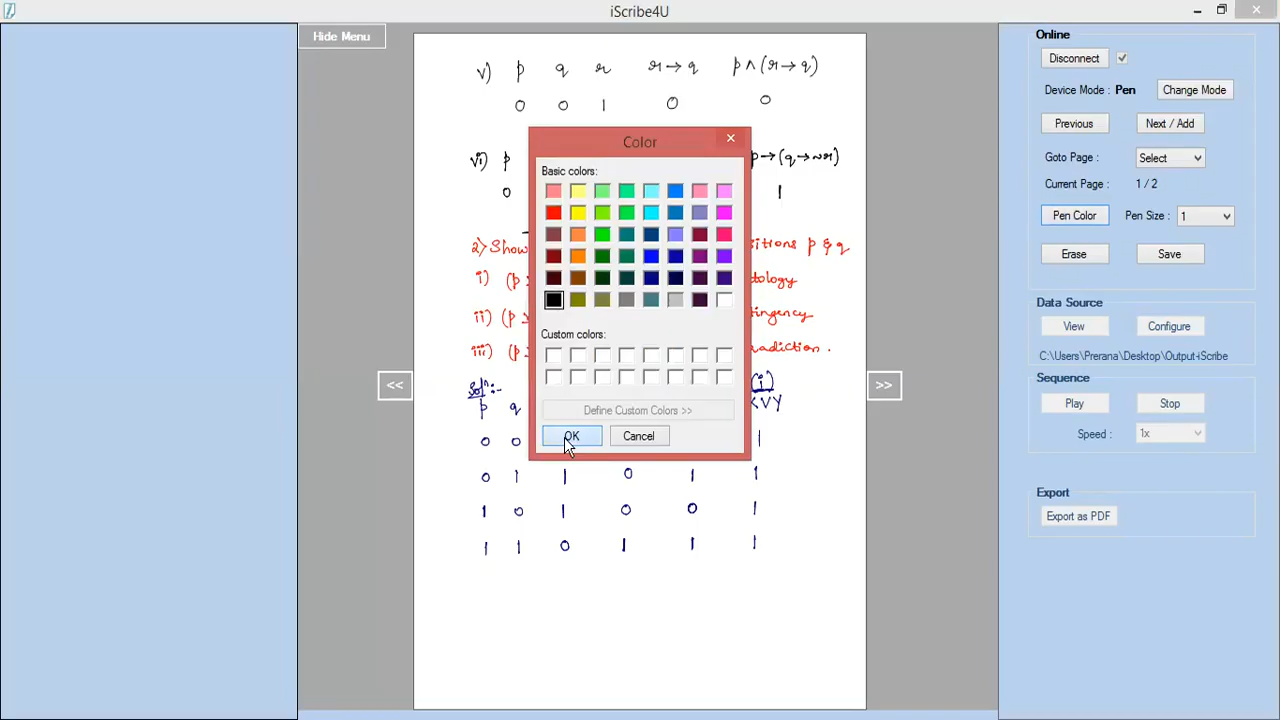 iScribe4U
Hide Menu
v) p q r r→q p∧(r→q)
0 0 1 0 0
vi) p p→(q→~r)
0 1
2) Show itions p & q
i) (p tology
ii) (p tingency
iii) (p radiction.
Soln:- (i)
p q XVY
0 0 1
0 1 1 0 1 1
1 0 1 0 0 1
1 1 0 1 1 1
<<
>>
Color
Basic colors:
Custom colors:
Define Custom Colors >>
OK Cancel
Online
Disconnect
Device Mode : Pen Change Mode
Previous Next / Add
Goto Page : Select
Current Page : 1 / 2
Pen Color Pen Size : 1
Erase Save
Data Source
View Configure
C:\Users\Prerana\Desktop\Output-iScribe
Sequence
Play Stop
Speed : 1x
Export
Export as PDF